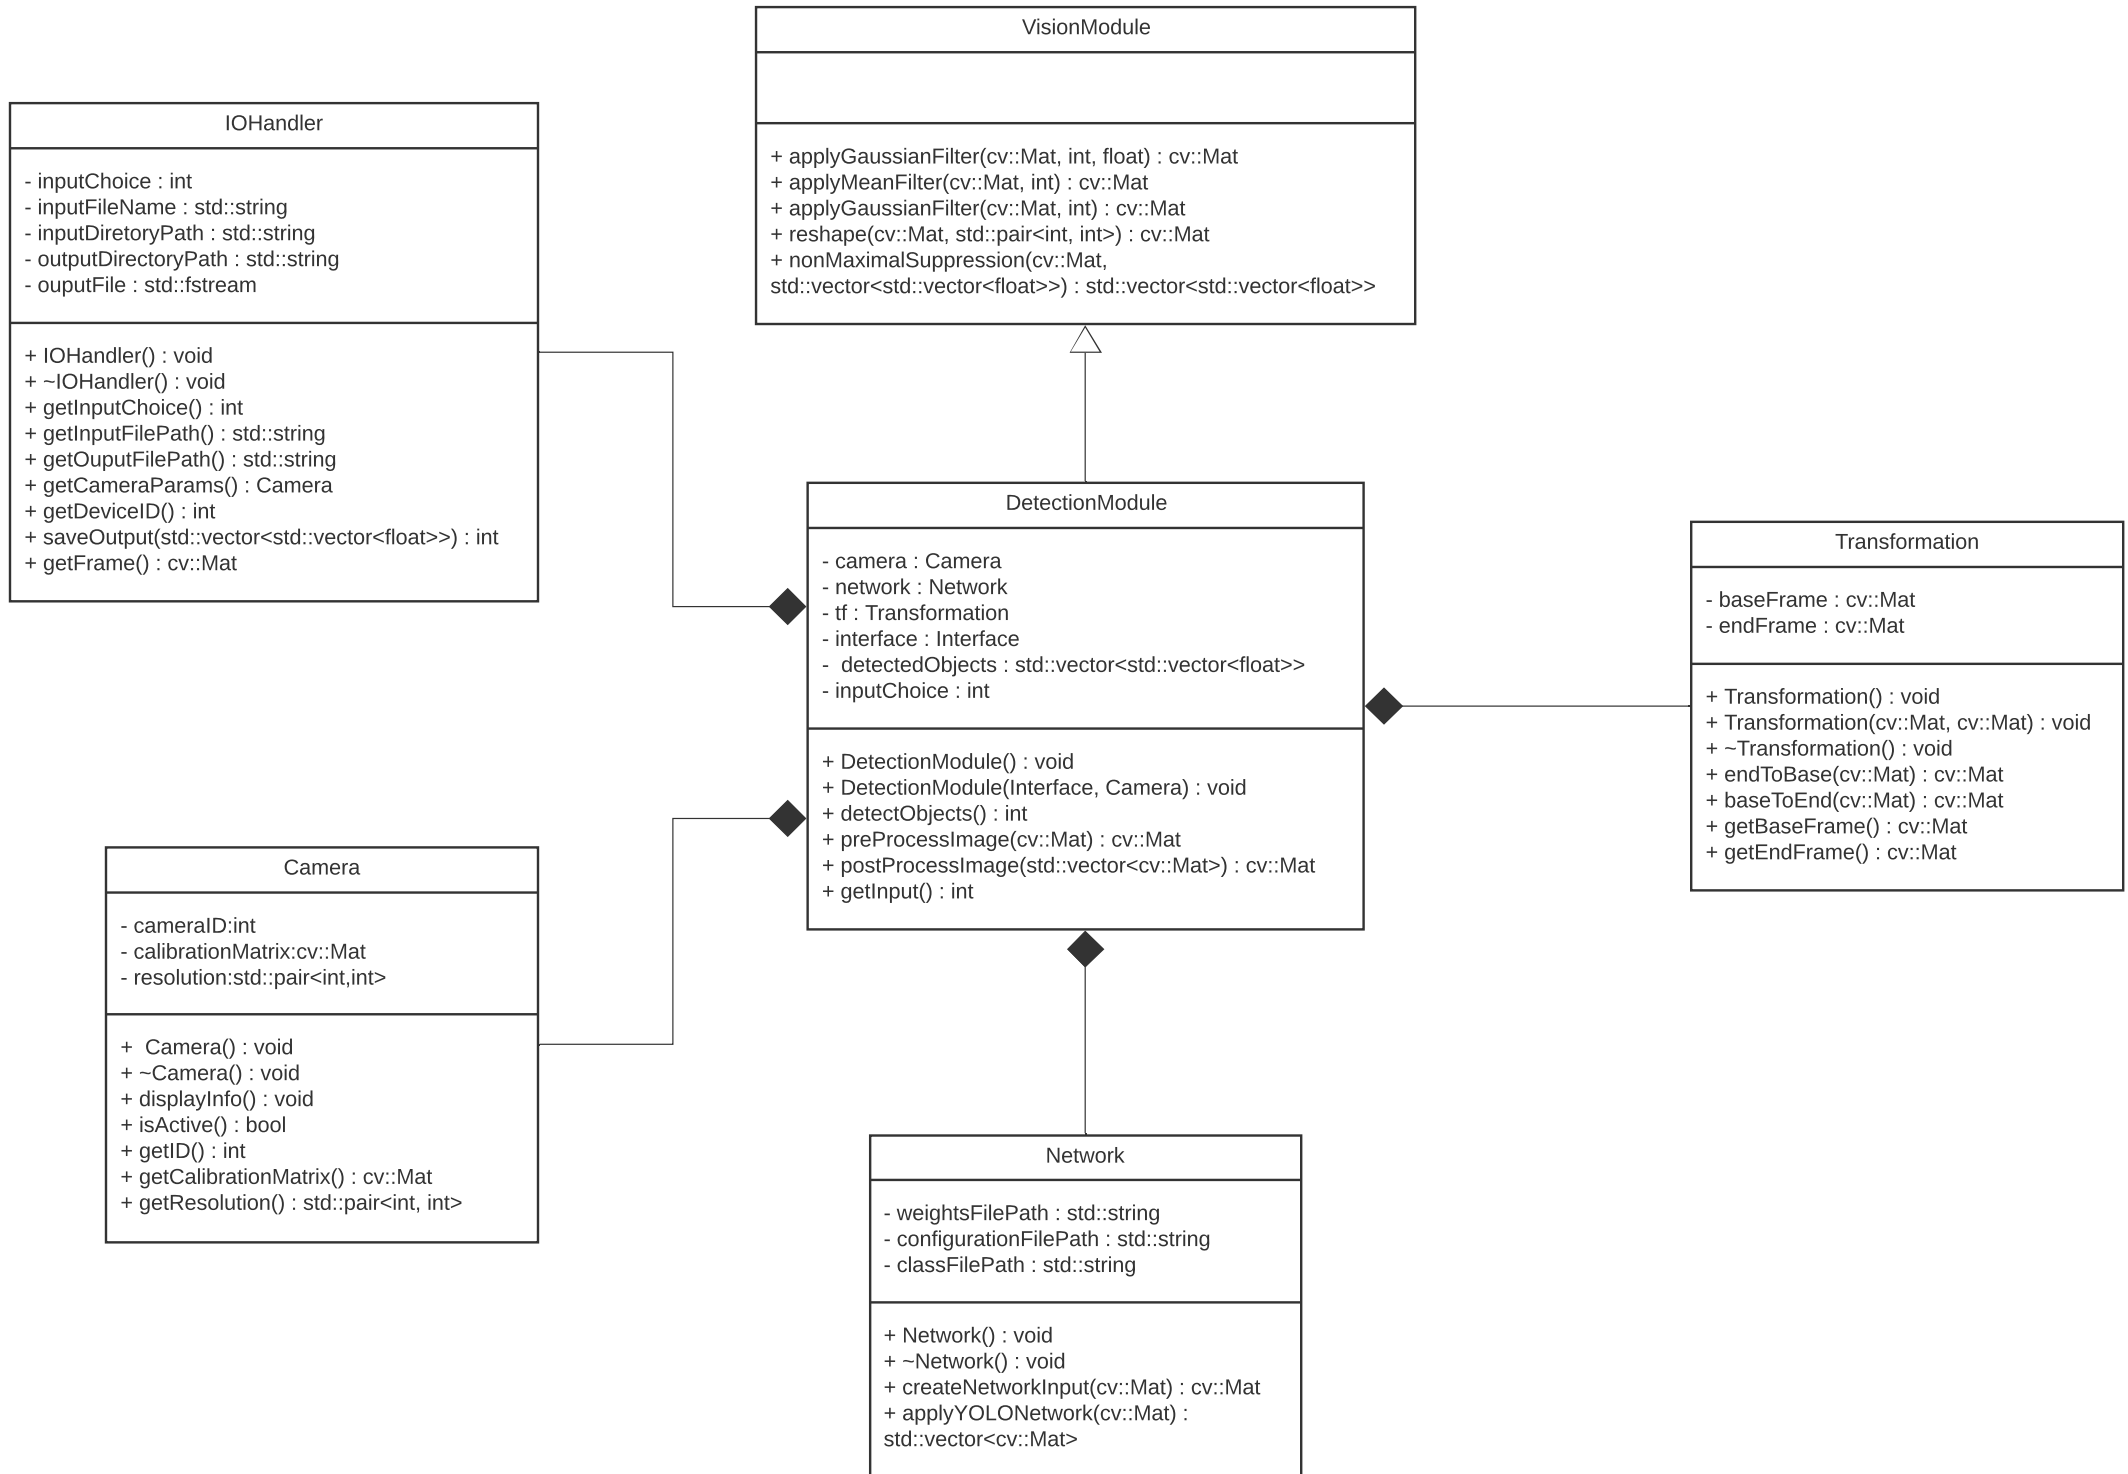 VisionModule
+ applyGaussianFilter(cv::Mat, int, float) : cv::Mat
+ applyMeanFilter(cv::Mat, int) : cv::Mat
+ applyGaussianFilter(cv::Mat, int) : cv::Mat
+ reshape(cv::Mat, std::pair<int, int>) : cv::Mat
+ nonMaximalSuppression(cv::Mat,
std::vector<std::vector<float>>) : std::vector<std::vector<float>>
IOHandler
- inputChoice : int
- inputFileName : std::string
- inputDiretoryPath : std::string
- outputDirectoryPath : std::string
- ouputFile : std::fstream
+ IOHandler() : void
+ ~IOHandler() : void
+ getInputChoice() : int
+ getInputFilePath() : std::string
+ getOuputFilePath() : std::string
+ getCameraParams() : Camera
+ getDeviceID() : int
+ saveOutput(std::vector<std::vector<float>>) : int
+ getFrame() : cv::Mat
DetectionModule
- camera : Camera
- network : Network
- tf : Transformation
- interface : Interface
-  detectedObjects : std::vector<std::vector<float>>
- inputChoice : int
+ DetectionModule() : void
+ DetectionModule(Interface, Camera) : void
+ detectObjects() : int
+ preProcessImage(cv::Mat) : cv::Mat
+ postProcessImage(std::vector<cv::Mat>) : cv::Mat
+ getInput() : int
Transformation
- baseFrame : cv::Mat
- endFrame : cv::Mat
+ Transformation() : void
+ Transformation(cv::Mat, cv::Mat) : void
+ ~Transformation() : void
+ endToBase(cv::Mat) : cv::Mat
+ baseToEnd(cv::Mat) : cv::Mat
+ getBaseFrame() : cv::Mat
+ getEndFrame() : cv::Mat
Camera
- cameraID:int
- calibrationMatrix:cv::Mat
- resolution:std::pair<int,int>
+  Camera() : void
+ ~Camera() : void
+ displayInfo() : void
+ isActive() : bool
+ getID() : int
+ getCalibrationMatrix() : cv::Mat
+ getResolution() : std::pair<int, int>
Network
- weightsFilePath : std::string
- configurationFilePath : std::string
- classFilePath : std::string
+ Network() : void
+ ~Network() : void
+ createNetworkInput(cv::Mat) : cv::Mat
+ applyYOLONetwork(cv::Mat) :
std::vector<cv::Mat>